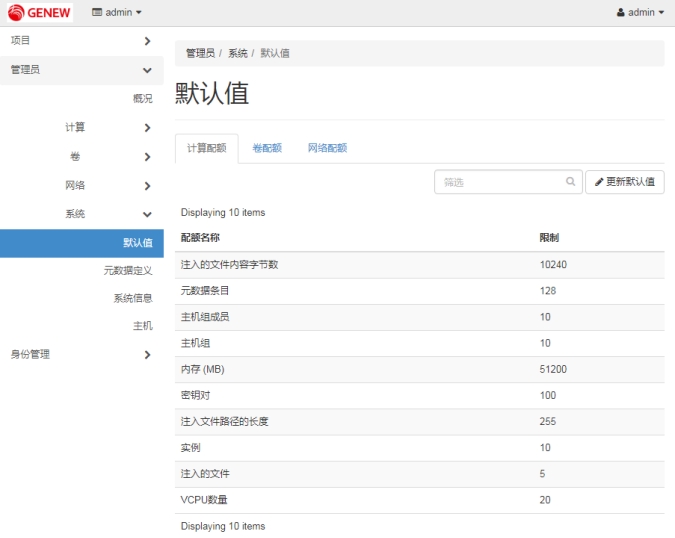 GENEW admin admin
项目
管理员
概况
计算
卷
网络
系统
默认值
元数据定义
系统信息
主机
身份管理
管理员 / 系统 / 默认值
默认值
计算配额 卷配额 网络配额
筛选 更新默认值
Displaying 10 items
配额名称 限制
注入的文件内容字节数 10240
元数据条目 128
主机组成员 10
主机组 10
内存 (MB) 51200
密钥对 100
注入文件路径的长度 255
实例 10
注入的文件 5
VCPU数量 20
Displaying 10 items